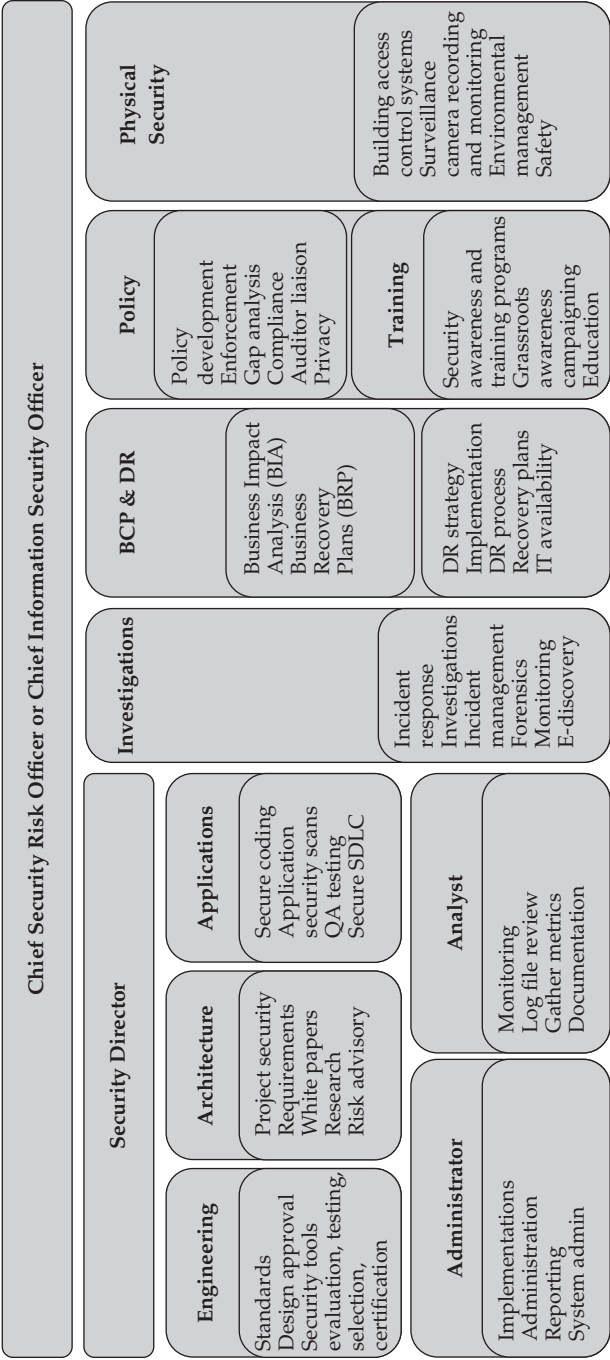 Chief Security Risk Officer or Chief Information Security Officer
Security Director
Engineering
Standards
Design approval
Security tools
evaluation, testing,
selection,
certification
Architecture
Project security
Requirements
White papers
Research
Risk advisory
Applications
Secure coding
Application
security scans
QA testing
Secure SDLC
Administrator
Implementations
Administration
Reporting
System admin
Analyst
Monitoring
Log file review
Gather metrics
Documentation
Investigations
Incident
response
Investigations
Incident
management
Forensics
Monitoring
E-discovery
BCP & DR
Business Impact
Analysis (BIA)
Business
Recovery
Plans (BRP)
DR strategy
Implementation
DR process
Recovery plans
IT availability
Policy
Policy
development
Enforcement
Gap analysis
Compliance
Auditor liaison
Privacy
Training
Security
awareness and
training programs
Grassroots
awareness
campaigning
Education
Physical
Security
Building access
control systems
Surveillance
camera recording
and monitoring
Environmental
management
Safety